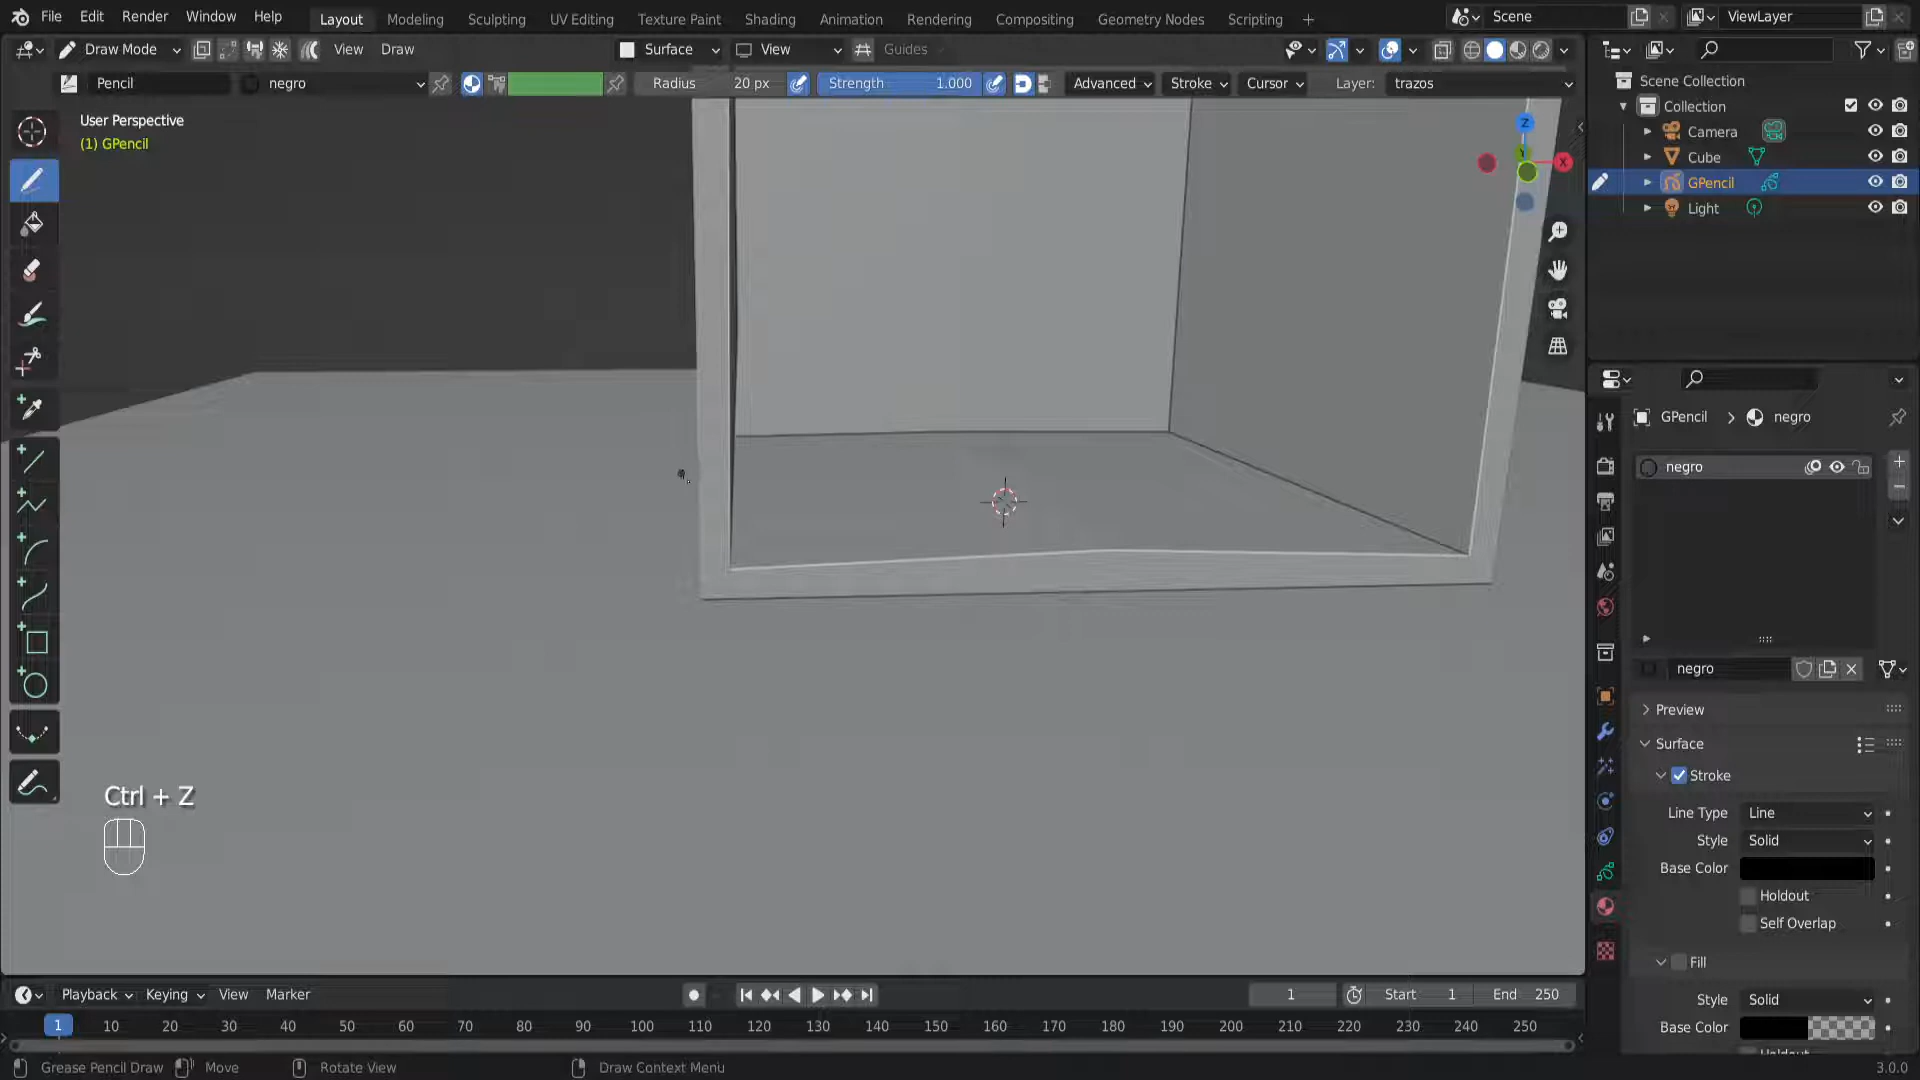 File Edit Render Window Help Layout Modeling Sculpting UV Editing Texture Paint Shading Animation Rendering Compositing Geometry Nodes Scripting + Scene ViewLayer
Draw Mode View Draw Surface View Guides
Pencil negro Radius 20 px Strength 1.000 Advanced Stroke Cursor Layer: trazos
User Perspective
(1) GPencil
Z
Y
X
Scene Collection
Collection
Camera
Cube
GPencil
Light
GPencil > negro
negro
negro
Preview
Surface
Stroke
Line Type Line
Style Solid
Base Color
Holdout
Self Overlap
Fill
Style Solid
Base Color
Ctrl + Z
Playback Keying View Marker 1 Start 1 End 250
1 10 20 30 40 50 60 70 80 90 100 110 120 130 140 150 160 170 180 190 200 210 220 230 240 250
Grease Pencil Draw Move Rotate View Draw Context Menu 3.0.0